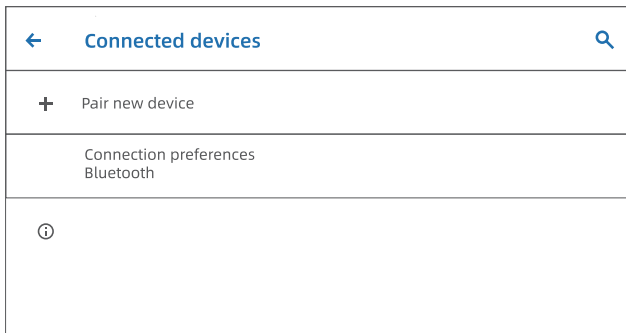 Connected devices
Pair new device
Connection preferences
Bluetooth